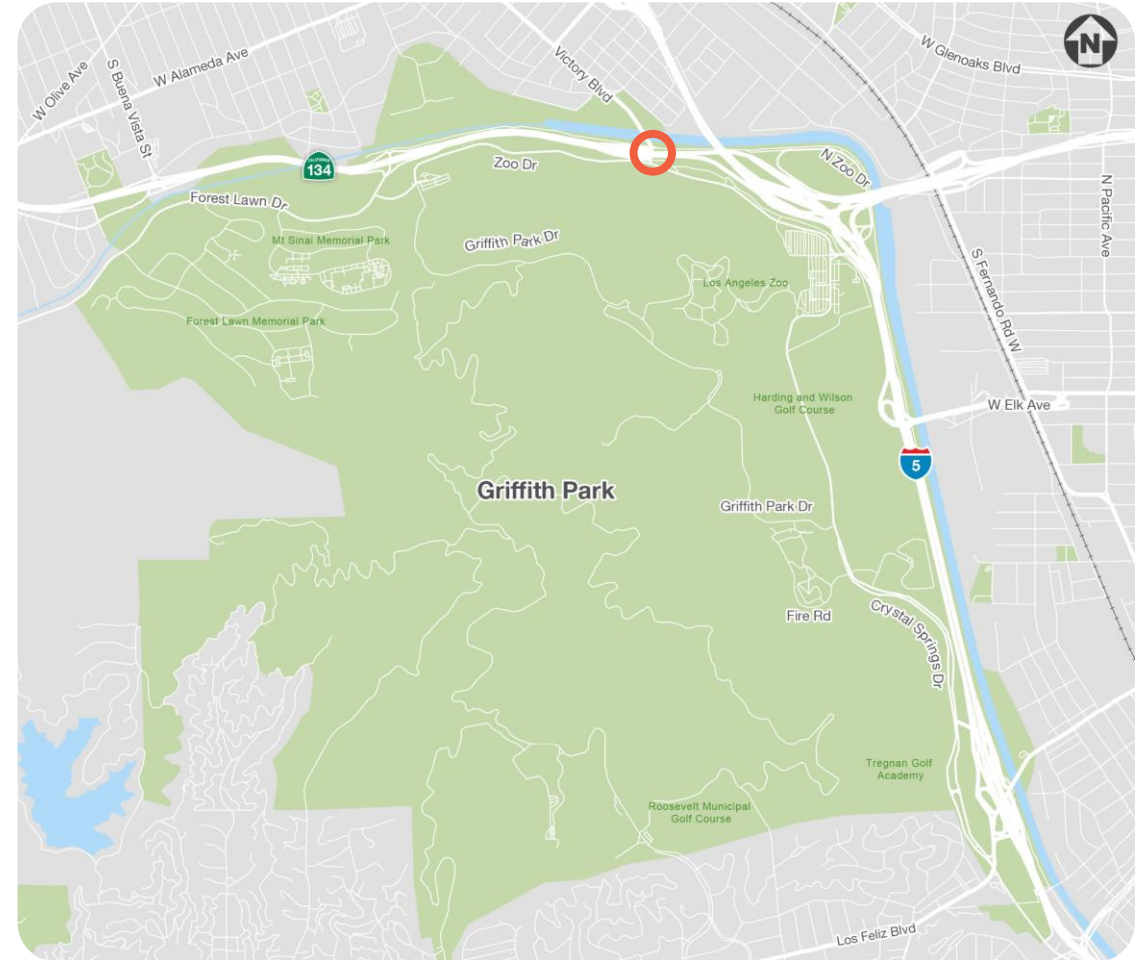 N
W Glenoaks Blvd
Victory Blvd
W Alameda Ave
W Olive Ave
S Buena Vista St
Zoo Dr
N Zoo Dr
CALIFORNIA
134
Forest Lawn Dr
N Pacific Ave
Mt Sinai Memorial Park
Griffith Park Dr
Los Angeles Zoo
S Fernando Rd W
Forest Lawn Memorial Park
Harding and Wilson
Golf Course
W Elk Ave
5
Griffith Park
Griffith Park Dr
Fire Rd
Crystal Springs Dr
Tregnan Golf
Academy
Roosevelt Municipal
Golf Course
Los Feliz Blvd